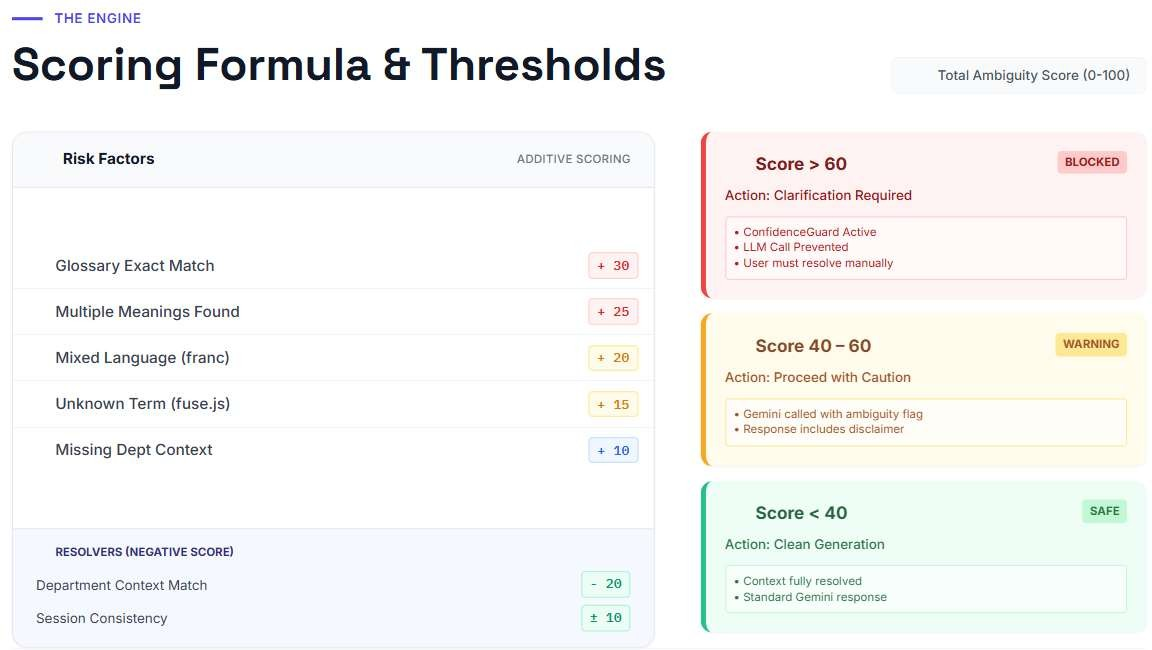 THE ENGINE
Scoring Formula & Thresholds
Total Ambiguity Score (0-100)
Risk Factors
ADDITIVE SCORING
Glossary Exact Match + 30
Multiple Meanings Found + 25
Mixed Language (franc) + 20
Unknown Term (fuse.js) + 15
Missing Dept Context + 10
RESOLVERS (NEGATIVE SCORE)
Department Context Match - 20
Session Consistency ± 10
Score > 60 BLOCKED
Action: Clarification Required
• ConfidenceGuard Active
• LLM Call Prevented
• User must resolve manually
Score 40 – 60 WARNING
Action: Proceed with Caution
• Gemini called with ambiguity flag
• Response includes disclaimer
Score < 40 SAFE
Action: Clean Generation
• Context fully resolved
• Standard Gemini response